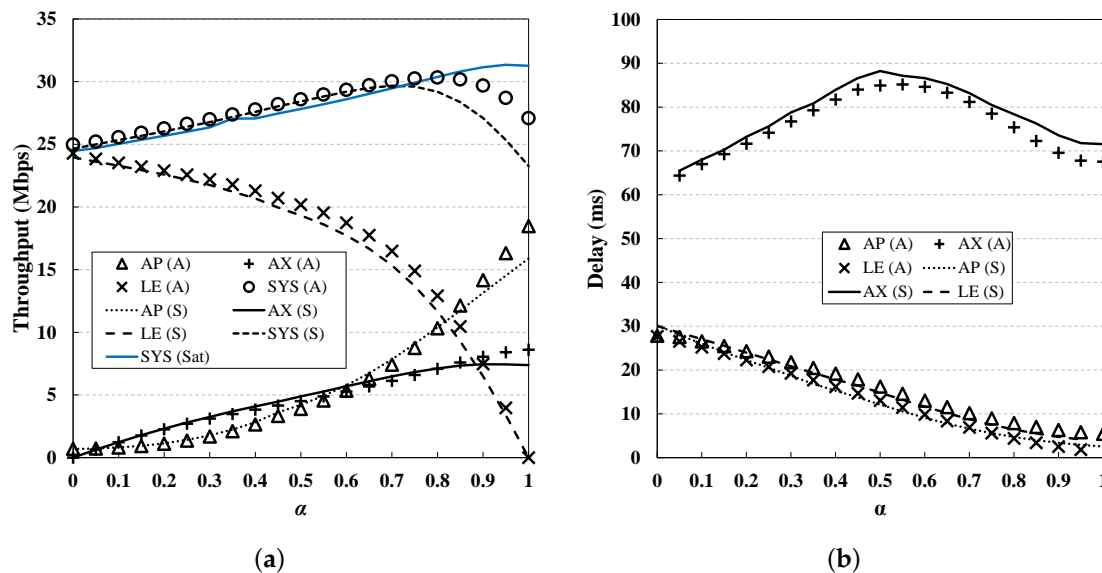 35
30
25
20
15
10
5
0
Throughput (Mbps)
AP (A) AX (A)
LE (A) SYS (A)
AP (S) AX (S)
LE (S) SYS (S)
SYS (Sat)
0 0.1 0.2 0.3 0.4 0.5 0.6 0.7 0.8 0.9 1
α
(a)
100
90
80
70
60
50
40
30
20
10
0
Delay (ms)
AP (A) AX (A)
LE (A) AP (S)
AX (S) LE (S)
0 0.1 0.2 0.3 0.4 0.5 0.6 0.7 0.8 0.9 1
α
(b)